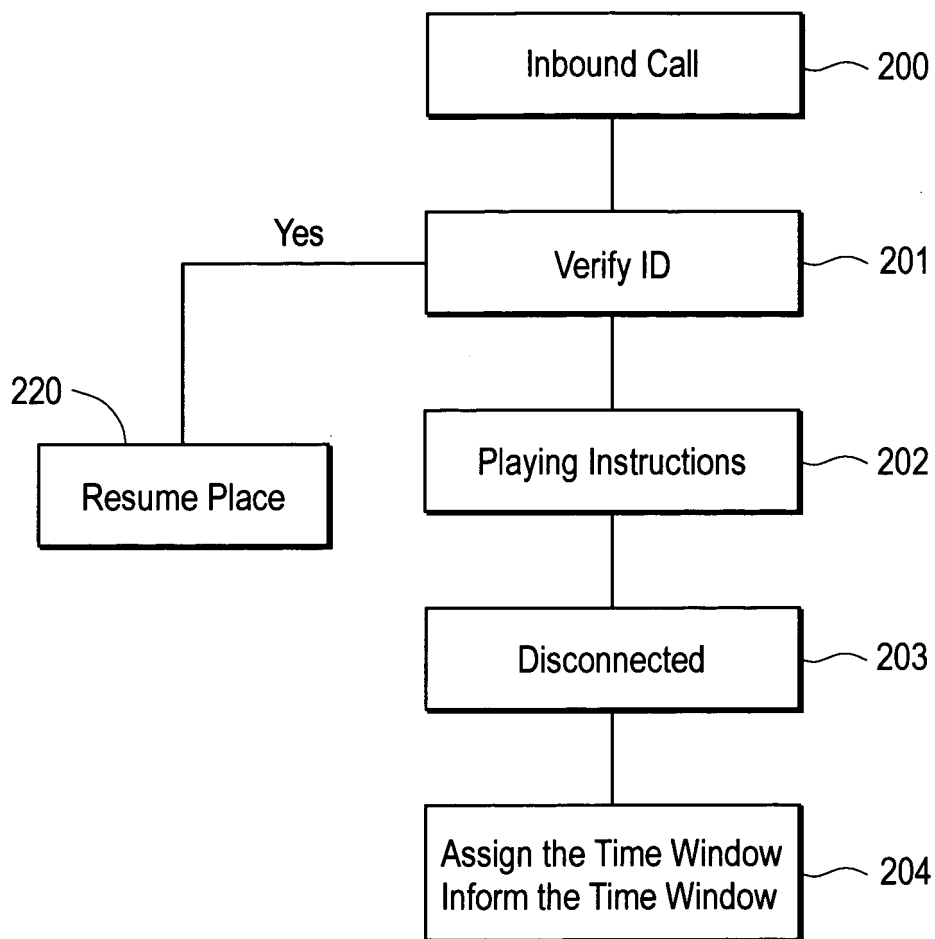 Inbound Call
200
Yes
Verify ID
201
220
Resume Place
Playing Instructions
202
Disconnected
203
Assign the Time Window
Inform the Time Window
204